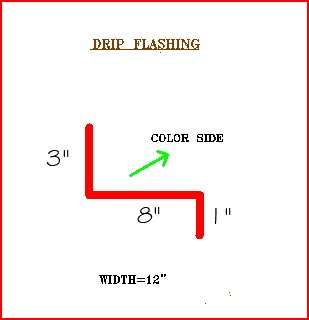 DRIP FLASHING
COLOR SIDE
3"
8"
1"
WIDTH=12"